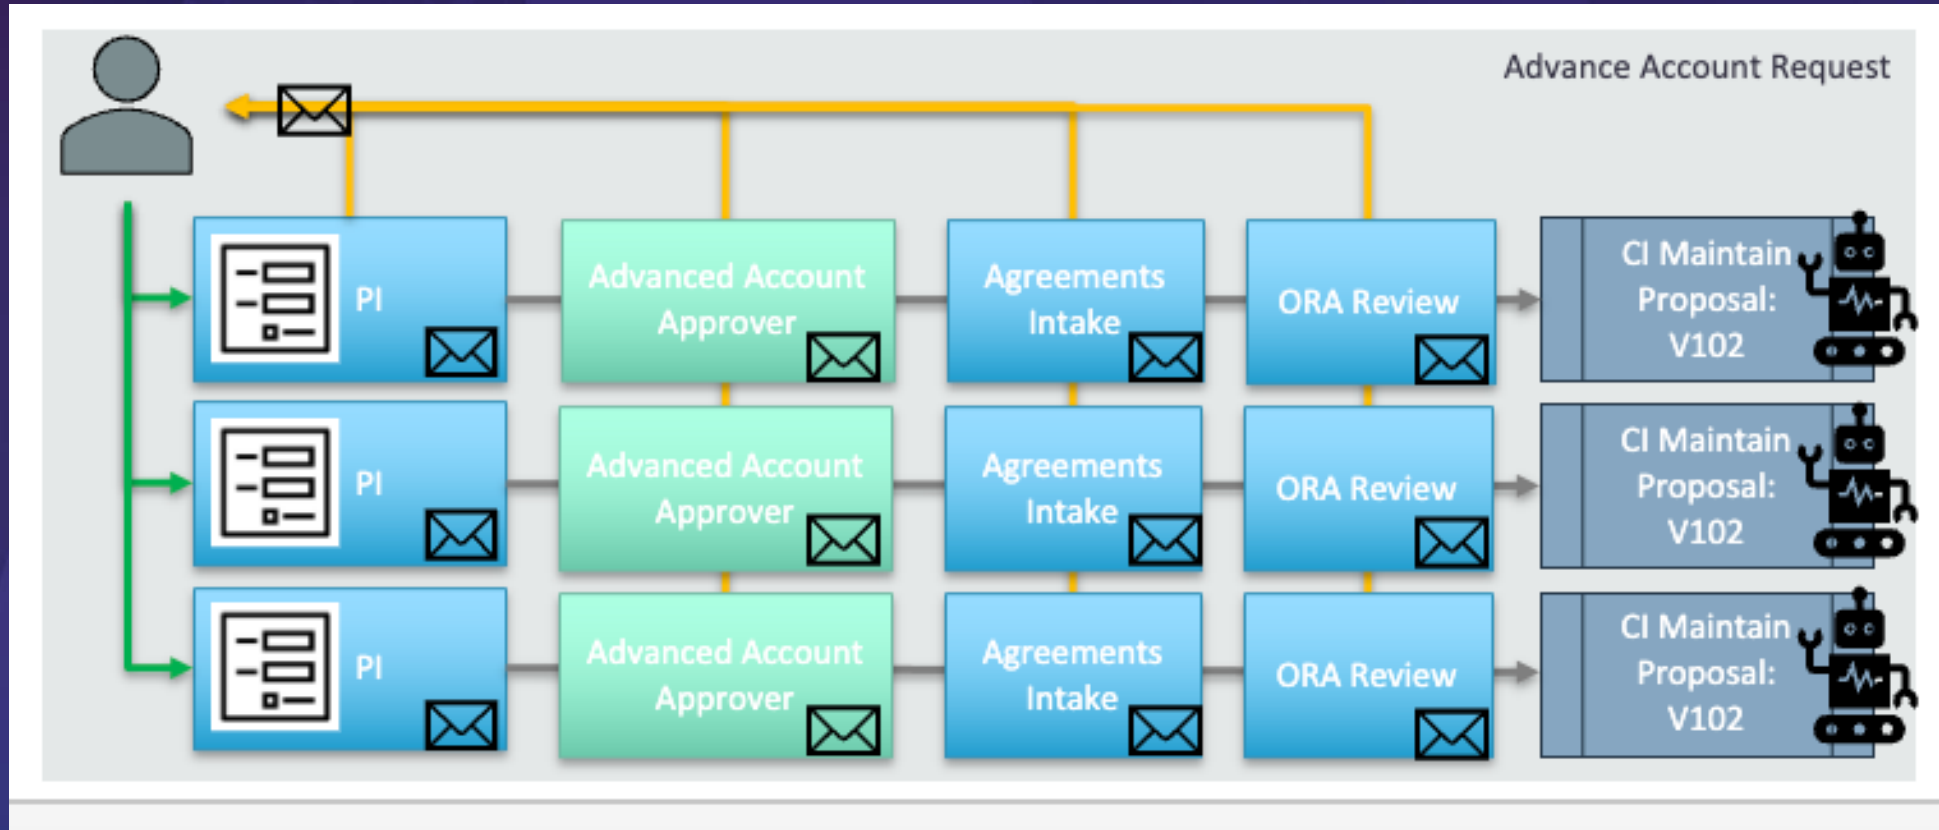 Advance Account Request
PI
Advanced Account
Approver
Agreements
Intake
ORA Review
CI Maintain
Proposal:
V102
PI
Advanced Account
Approver
Agreements
Intake
ORA Review
CI Maintain
Proposal:
V102
PI
Advanced Account
Approver
Agreements
Intake
ORA Review
CI Maintain
Proposal:
V102